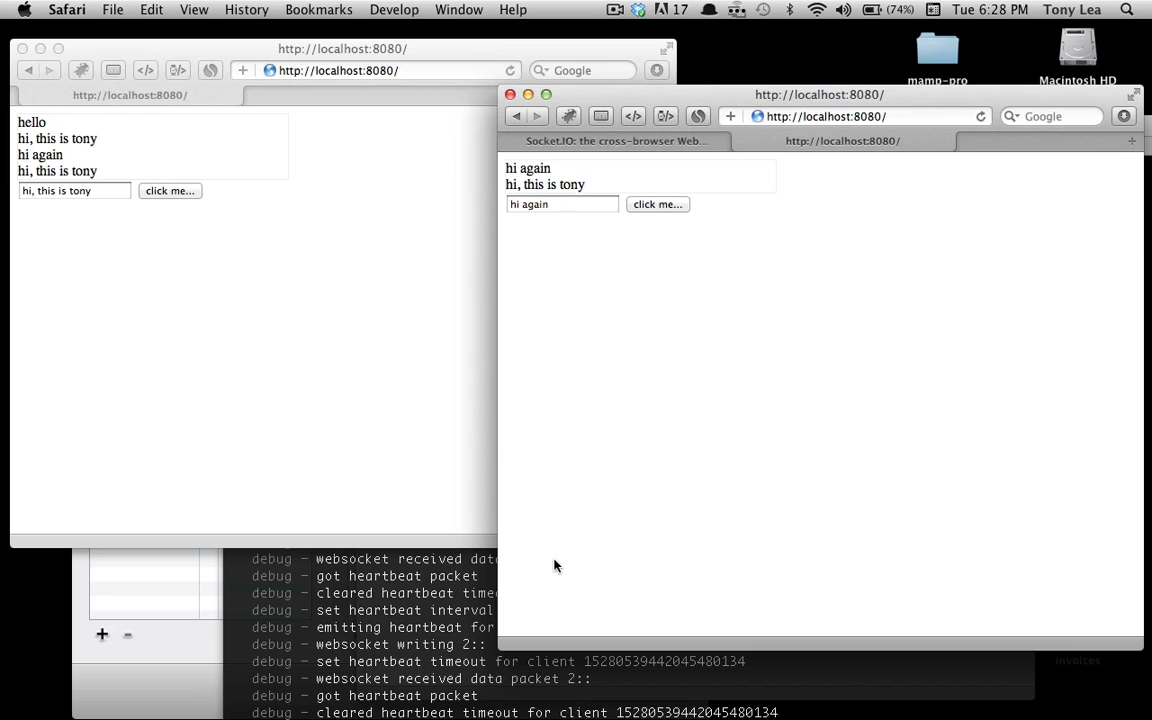 Safari File Edit View History Bookmarks Develop Window Help 17 (74%) Tue 6:28 PM Tony Lea
mamp-pro
Macintosh HD
http://localhost:8080/
http://localhost:8080/
Google
http://localhost:8080/
hello
hi, this is tony
hi again
hi, this is tony
hi, this is tony
click me...
http://localhost:8080/
http://localhost:8080/
Google
Socket.IO: the cross-browser Web...
http://localhost:8080/
hi again
hi, this is tony
hi again
click me...
debug - websocket received data
debug - got heartbeat packet
debug - cleared heartbeat
debug - set heartbeat interval
debug - emitting heartbeat for
debug - websocket writing 2::
debug - set heartbeat timeout for client 15280539442045480134
debug - websocket received data packet 2::
debug - got heartbeat packet
debug - cleared heartbeat timeout for client 15280539442045480134
invoices